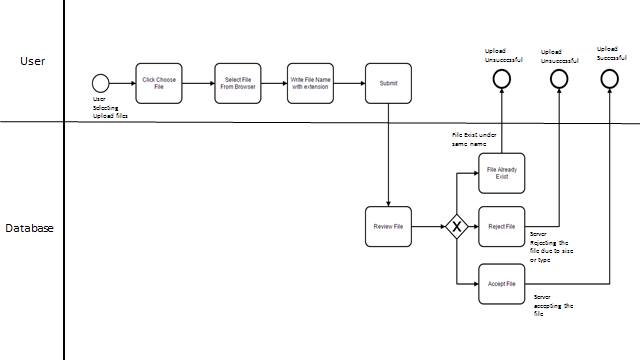 User
User
Selecting
Upload files
Click Choose
File
Select File
From Browser
Write File Name
with extension
Submit
Upload
Unsuccessful
Upload
Unsuccessful
Upload
Successful
Database
Review File
X
File Exist under
same name
File Already
Exist
Reject File
Server
Rejecting the
file due to size
or type
Accept File
Server
accepting the
file